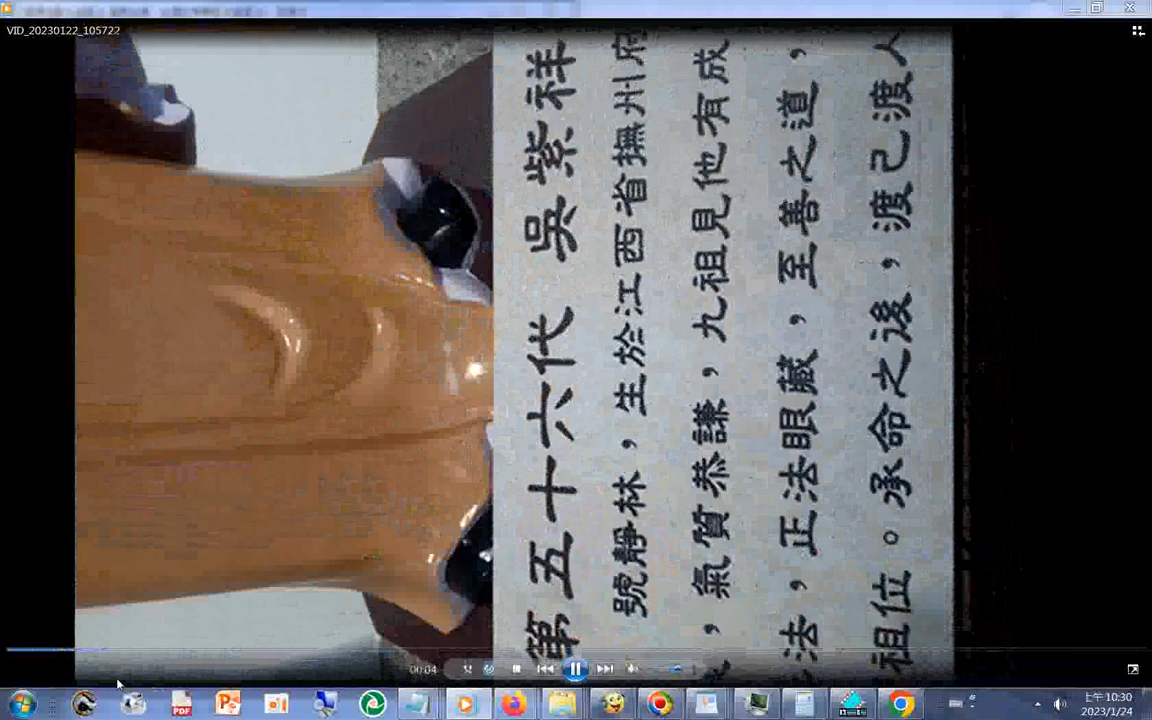 VID_20230122_105722
第五十六代 吳紫祥
號靜林，生於江西省撫州府
，氣質恭謙，九祖見他有成
法，正法眼藏，至善之道，
祖位。承命之後，渡己渡人
00:04
PDF
上午 10:30
2023/1/24